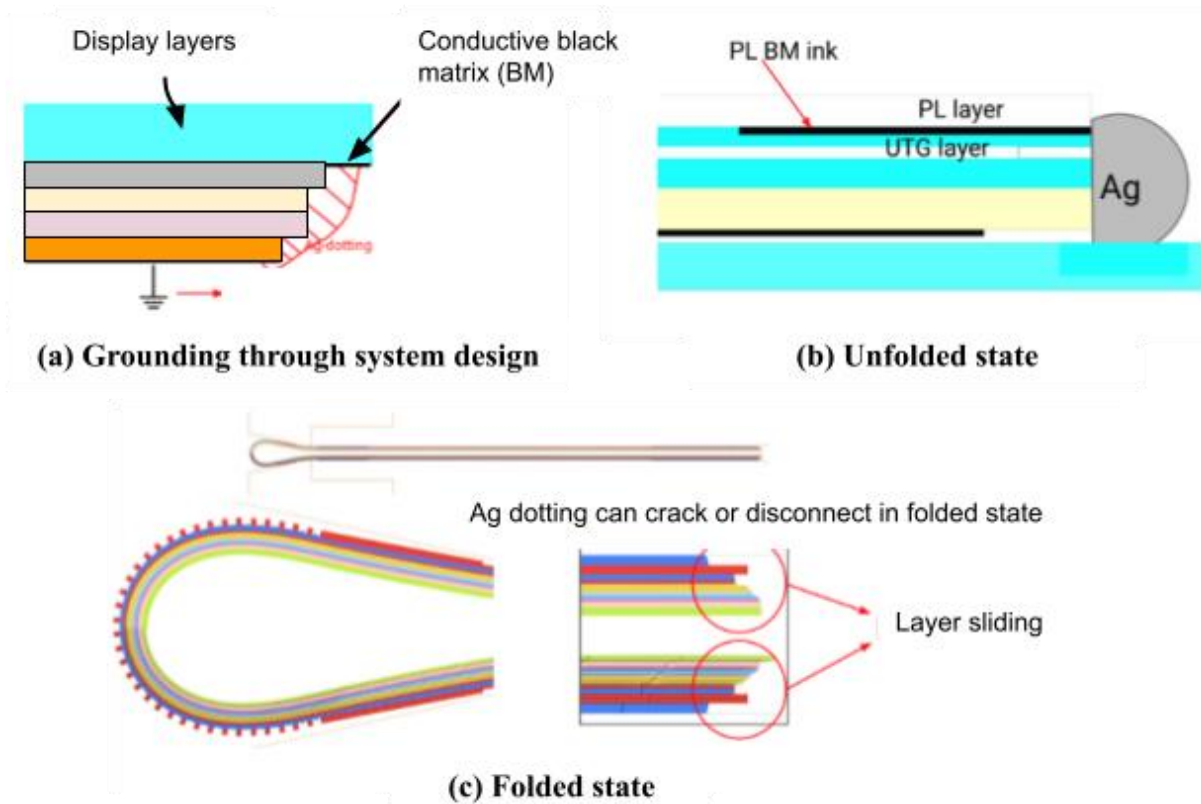 Display layers
Conductive black
matrix (BM)
Ag-dotting
(a) Grounding through system design
PL BM ink
PL layer
UTG layer
Ag
(b) Unfolded state
Ag dotting can crack or disconnect in folded state
Layer sliding
(c) Folded state